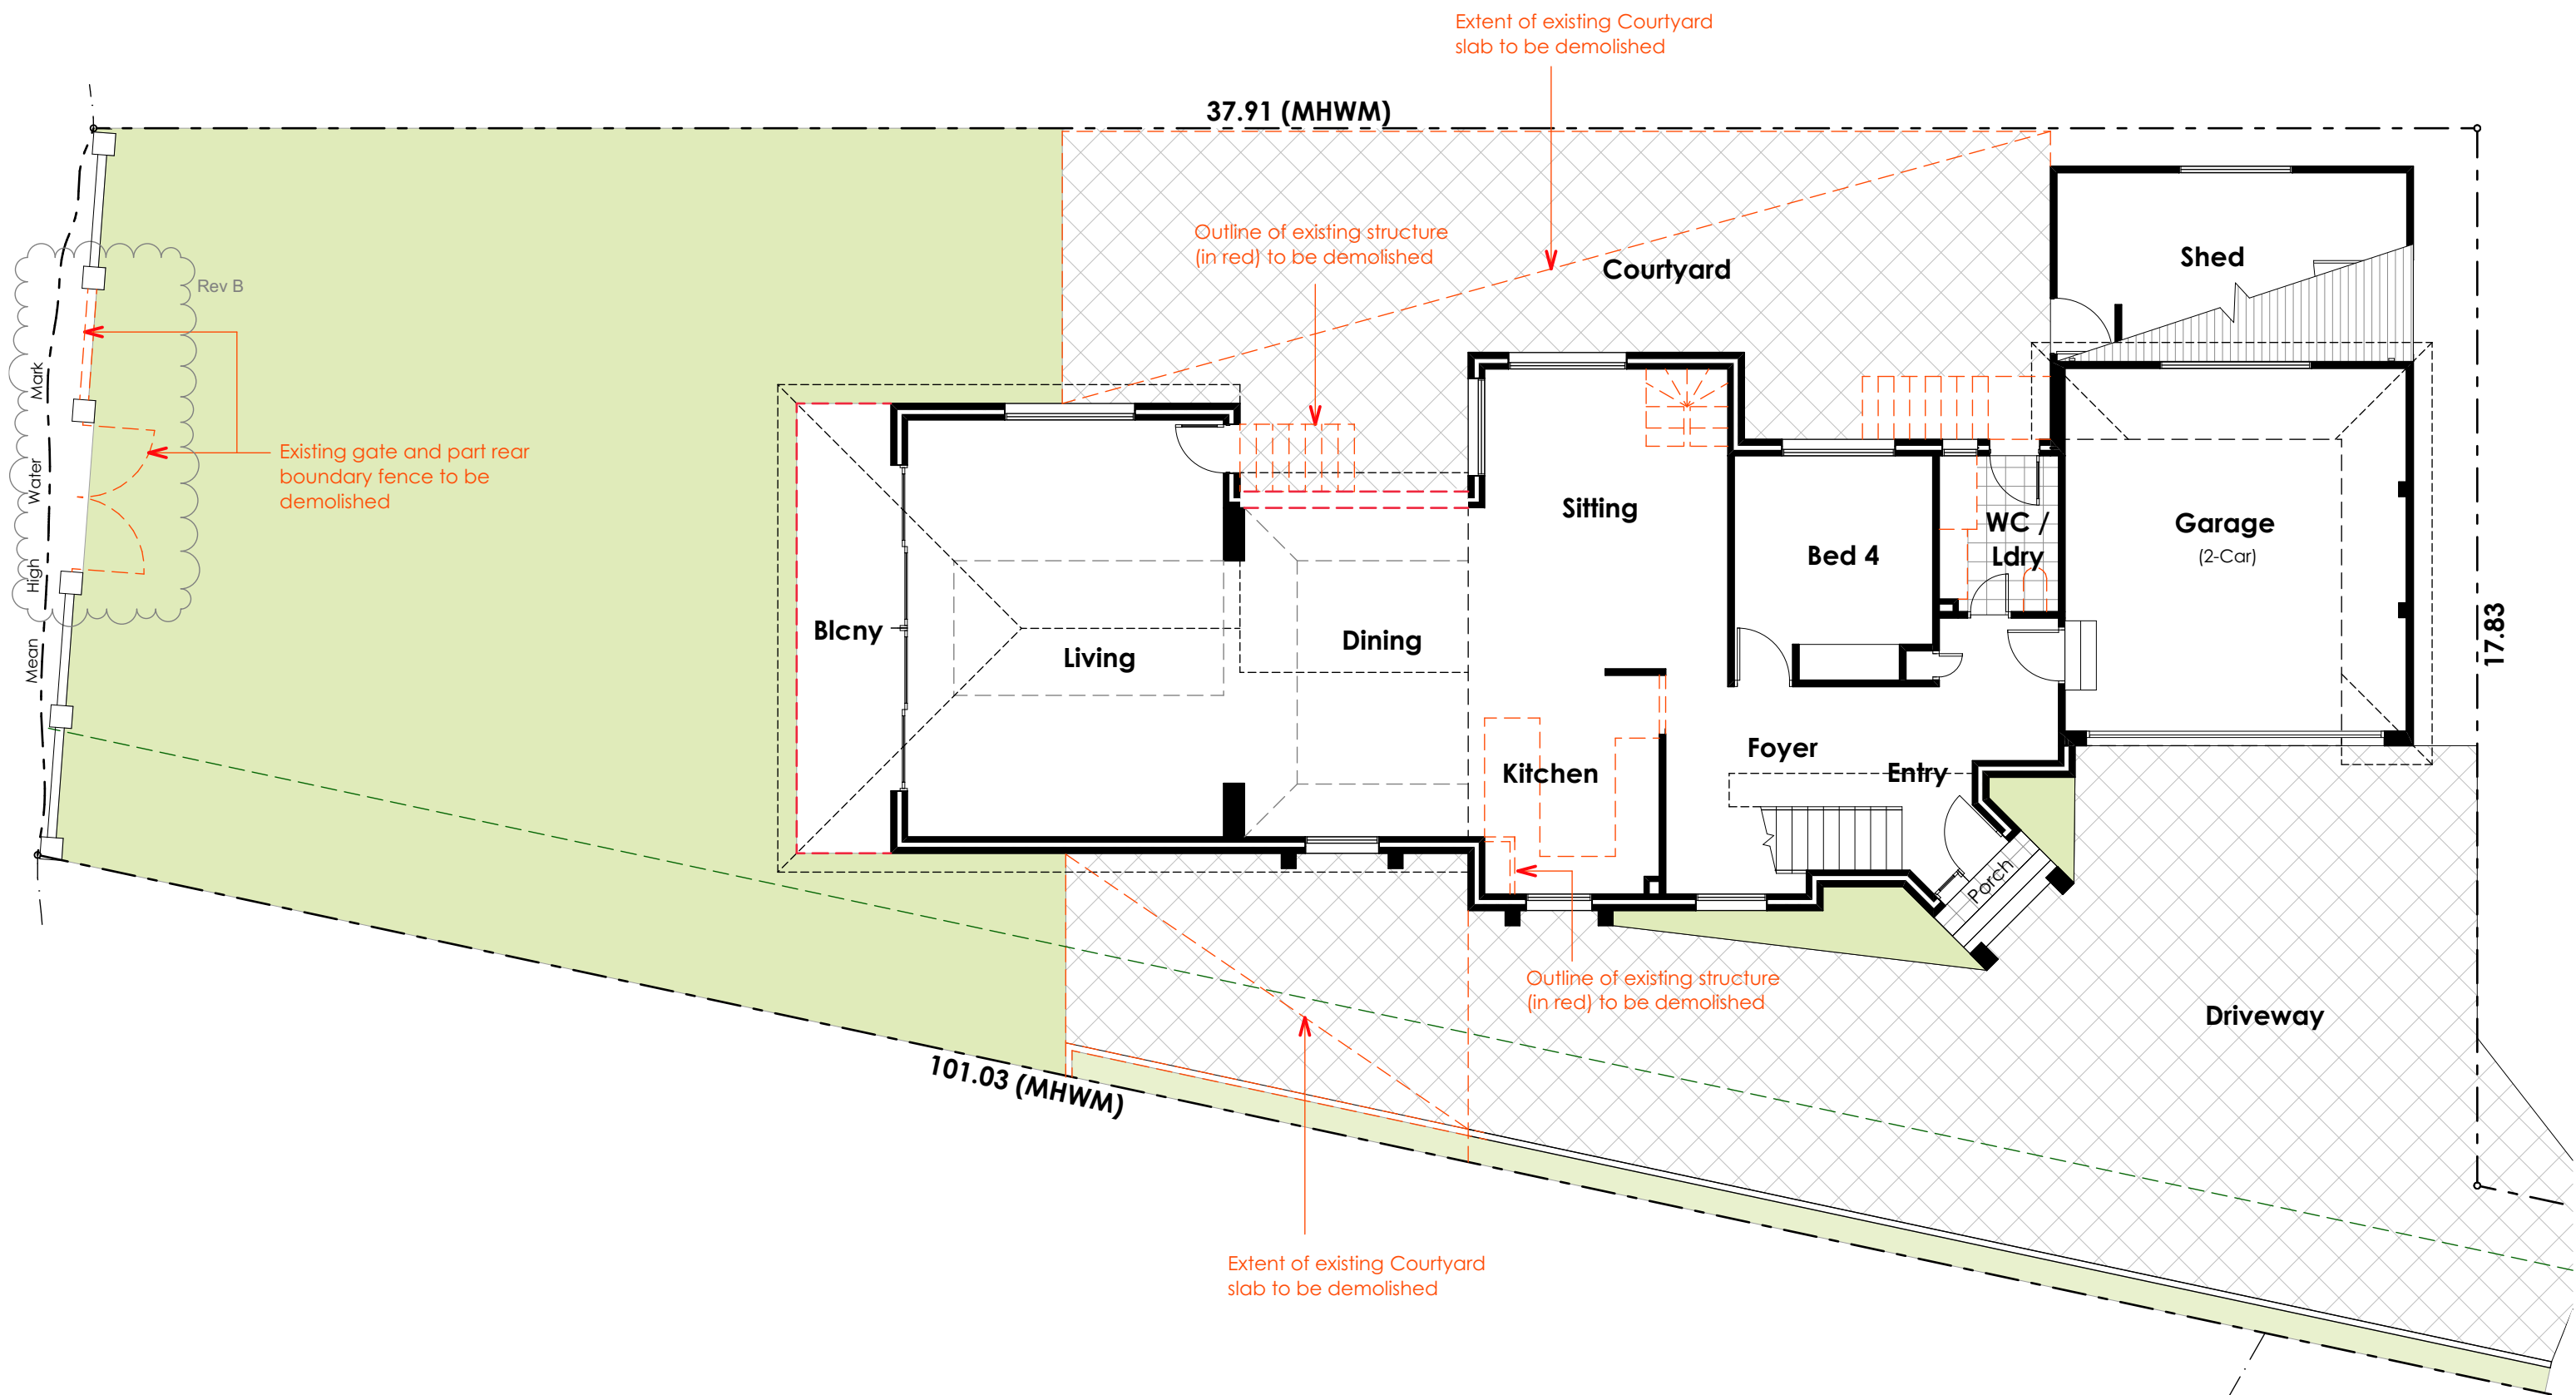 Extent of existing Courtyard
slab to be demolished
37.91 (MHWM)
Outline of existing structure
(in red) to be demolished
Courtyard
Shed
Rev B
Mean High Water Mark
Existing gate and part rear
boundary fence to be
demolished
Sitting
WC /
Ldry
Garage
(2-Car)
Bed 4
Blcny
Living
Dining
17.83
Foyer
Entry
Kitchen
Porch
Outline of existing structure
(in red) to be demolished
Driveway
101.03 (MHWM)
Extent of existing Courtyard
slab to be demolished